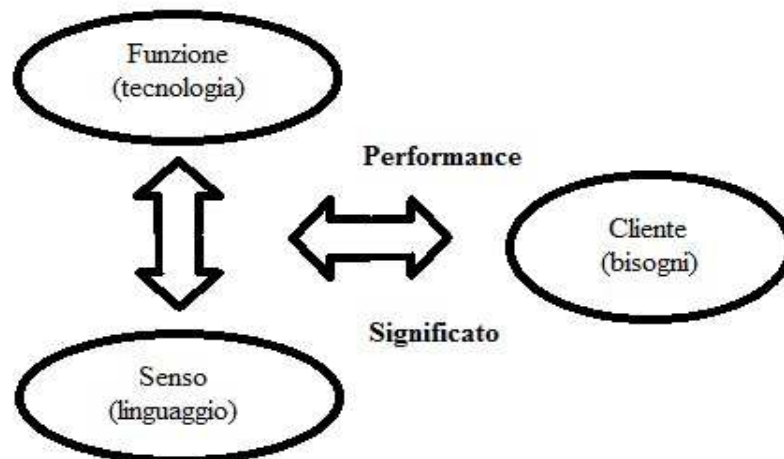 Funzione
(tecnologia)
Performance
Cliente
(bisogni)
Significato
Senso
(linguaggio)